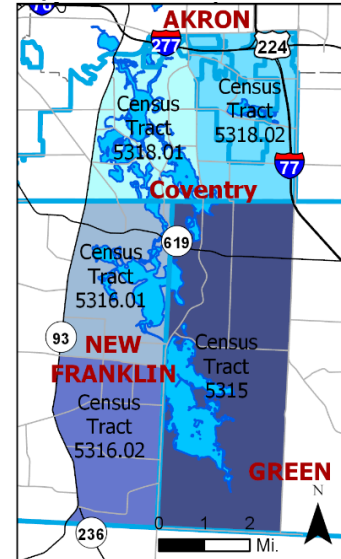 AKRON
277
224
Census
Tract
5318.01
Census
Tract
5318.02
77
Coventry
619
Census
Tract
5316.01
93
NEW
FRANKLIN
Census
Tract
5315
Census
Tract
5316.02
GREEN
N
236
0 1 2
Mi.